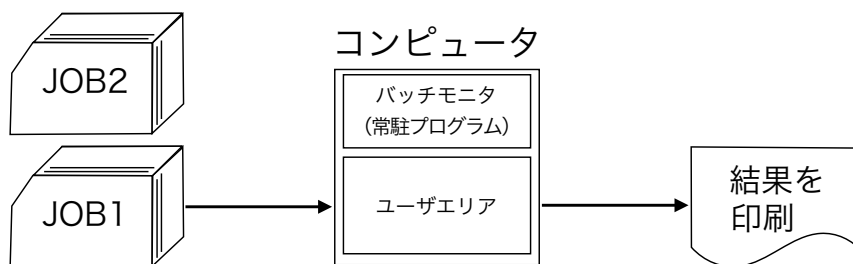 コンピュータ
JOB2
バッチモニタ
(常駐プログラム)
JOB1
ユーザエリア
結果を
印刷